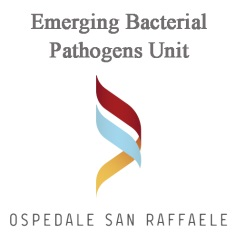 Emerging Bacterial
Pathogens Unit
OSPEDALE SAN RAFFAELE